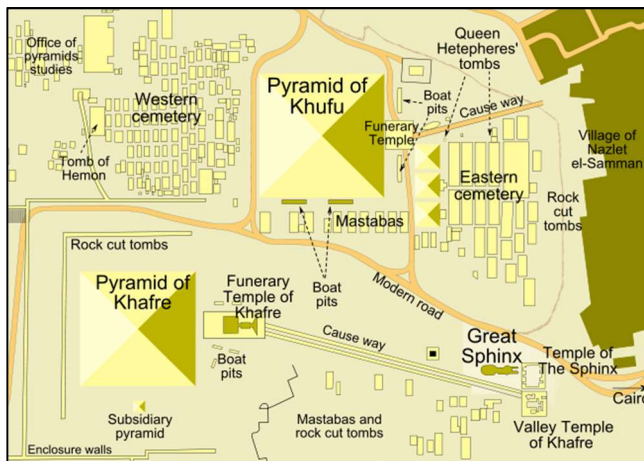 Office of
pyramids
studies
Western
cemetery
Tomb of
Hemon
Pyramid of
Khufu
Boat
pits
Queen
Hetepheres'
tombs
Cause way
Funerary
Temple
Eastern
cemetery
Village of
Nazlet
el-Samman
Rock
cut
tombs
Mastabas
Boat
pits
Rock cut tombs
Pyramid of
Khafre
Funerary
Temple of
Khafre
Boat
pits
Cause way
Modern road
Great
Sphinx
Temple of
The Sphinx
Cairo
Valley Temple
of Khafre
Subsidiary
pyramid
Mastabas and
rock cut tombs
Enclosure walls